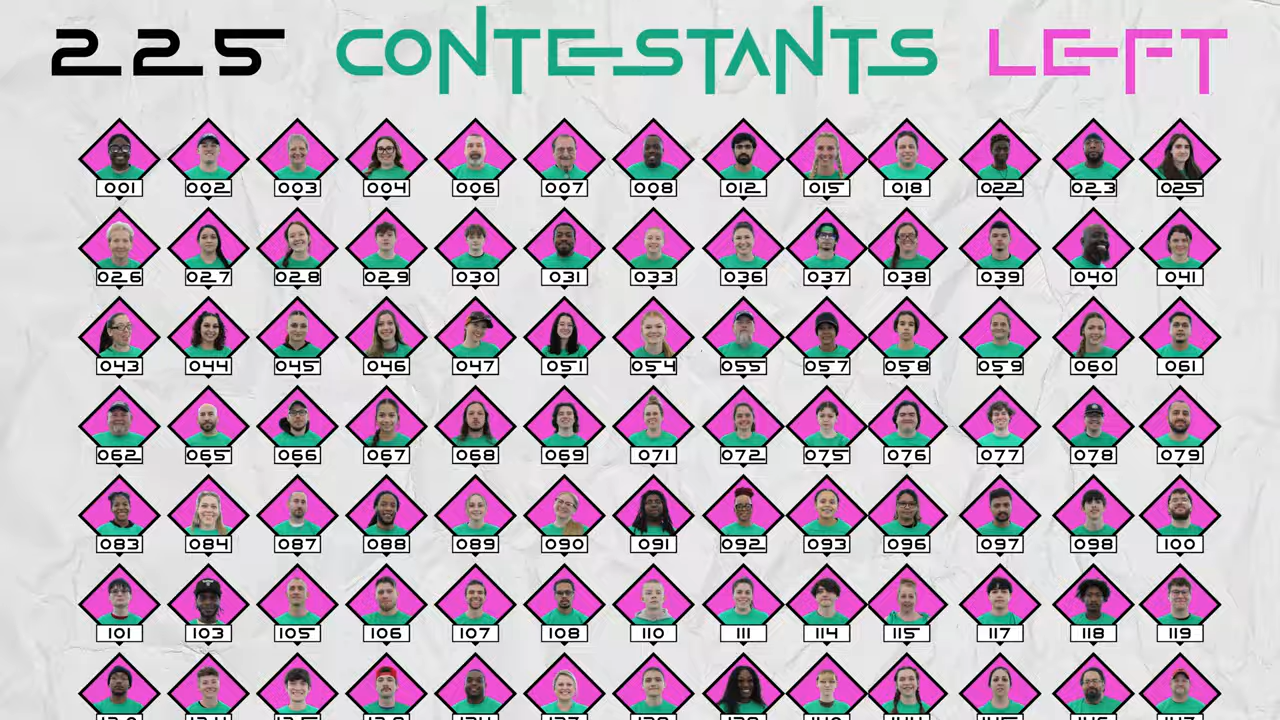 225 CONTESTANTS LEFT
001 002 003 004 006 007 008 012 015 018 022 023 025
026 027 028 029 030 031 033 036 037 038 039 040 041
043 044 045 046 047 051 054 055 057 058 059 060 061
062 065 066 067 068 069 071 072 075 076 077 078 079
083 084 087 088 089 090 091 092 093 096 097 098 100
101 103 105 106 107 108 110 111 114 115 117 118 119